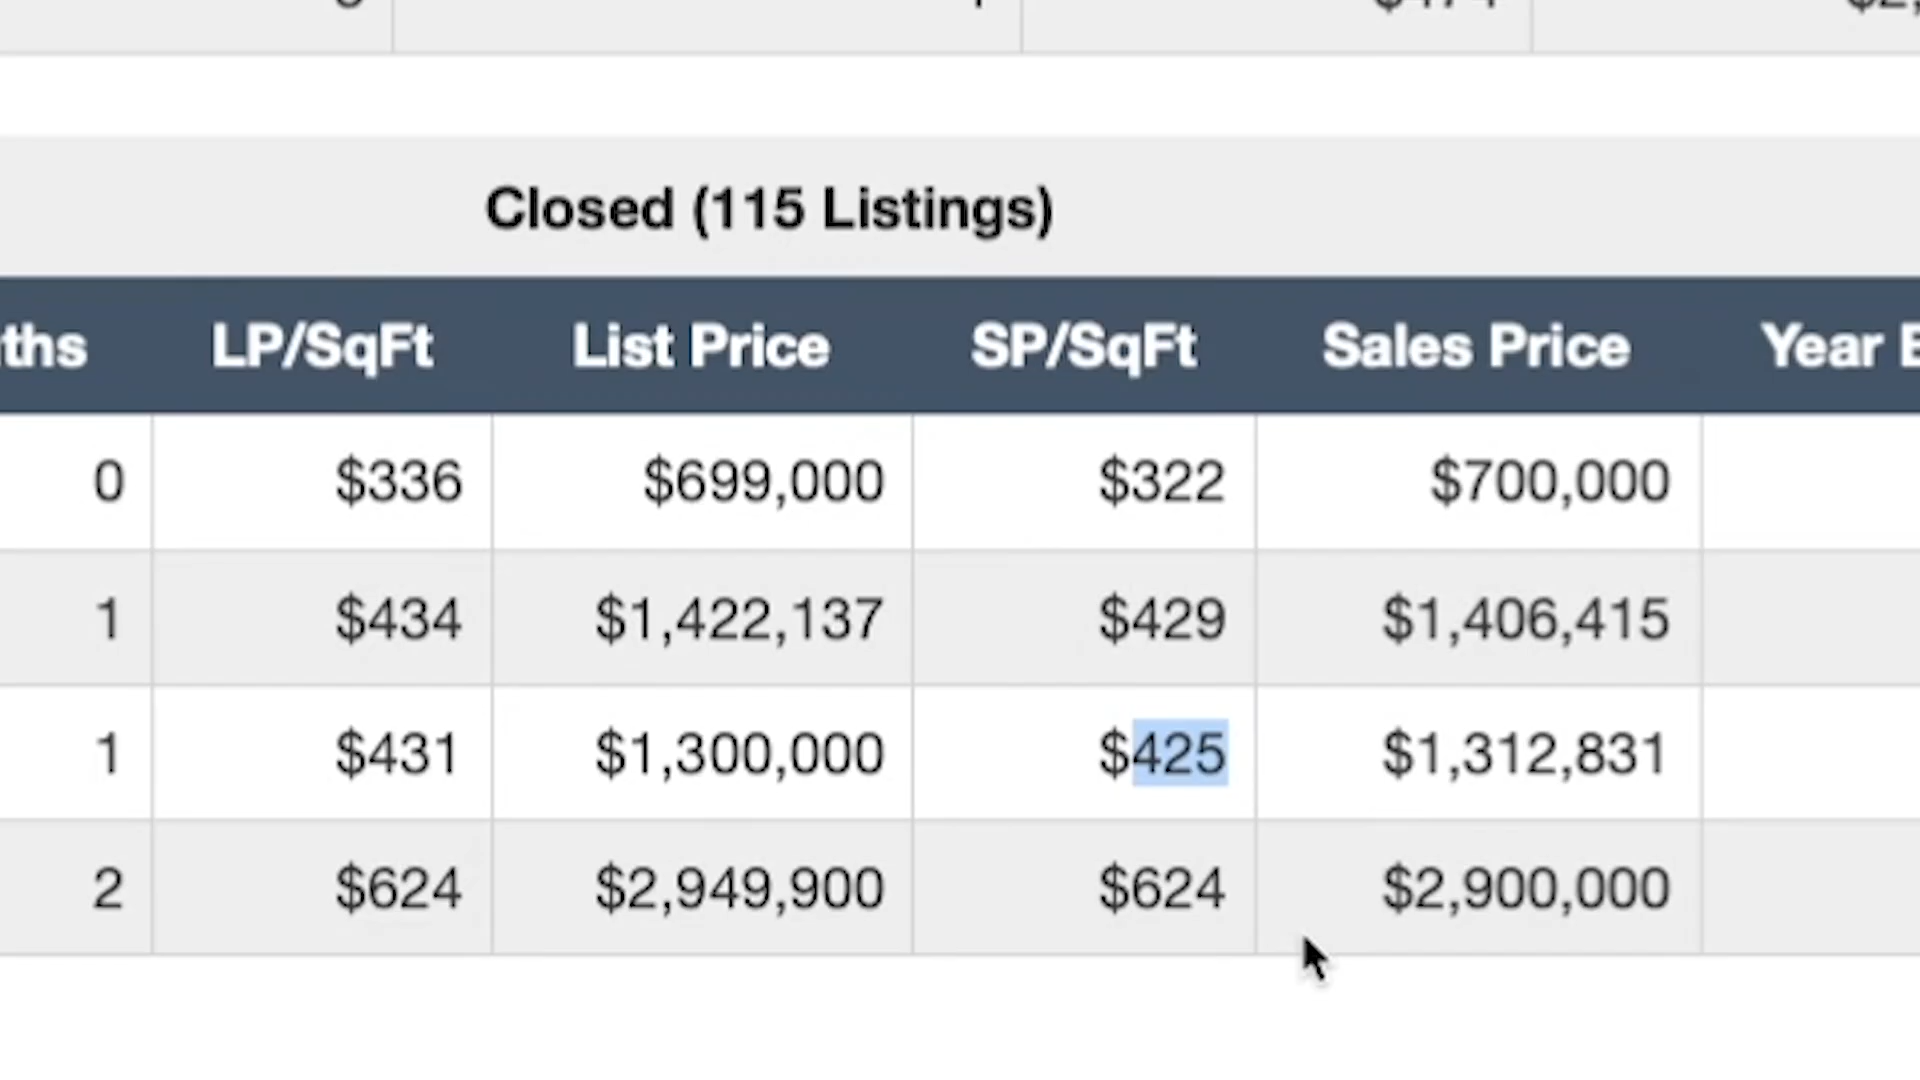 Closed (115 Listings)
ths LP/SqFt List Price SP/SqFt Sales Price Year
0 $336 $699,000 $322 $700,000
1 $434 $1,422,137 $429 $1,406,415
1 $431 $1,300,000 $425 $1,312,831
2 $624 $2,949,900 $624 $2,900,000